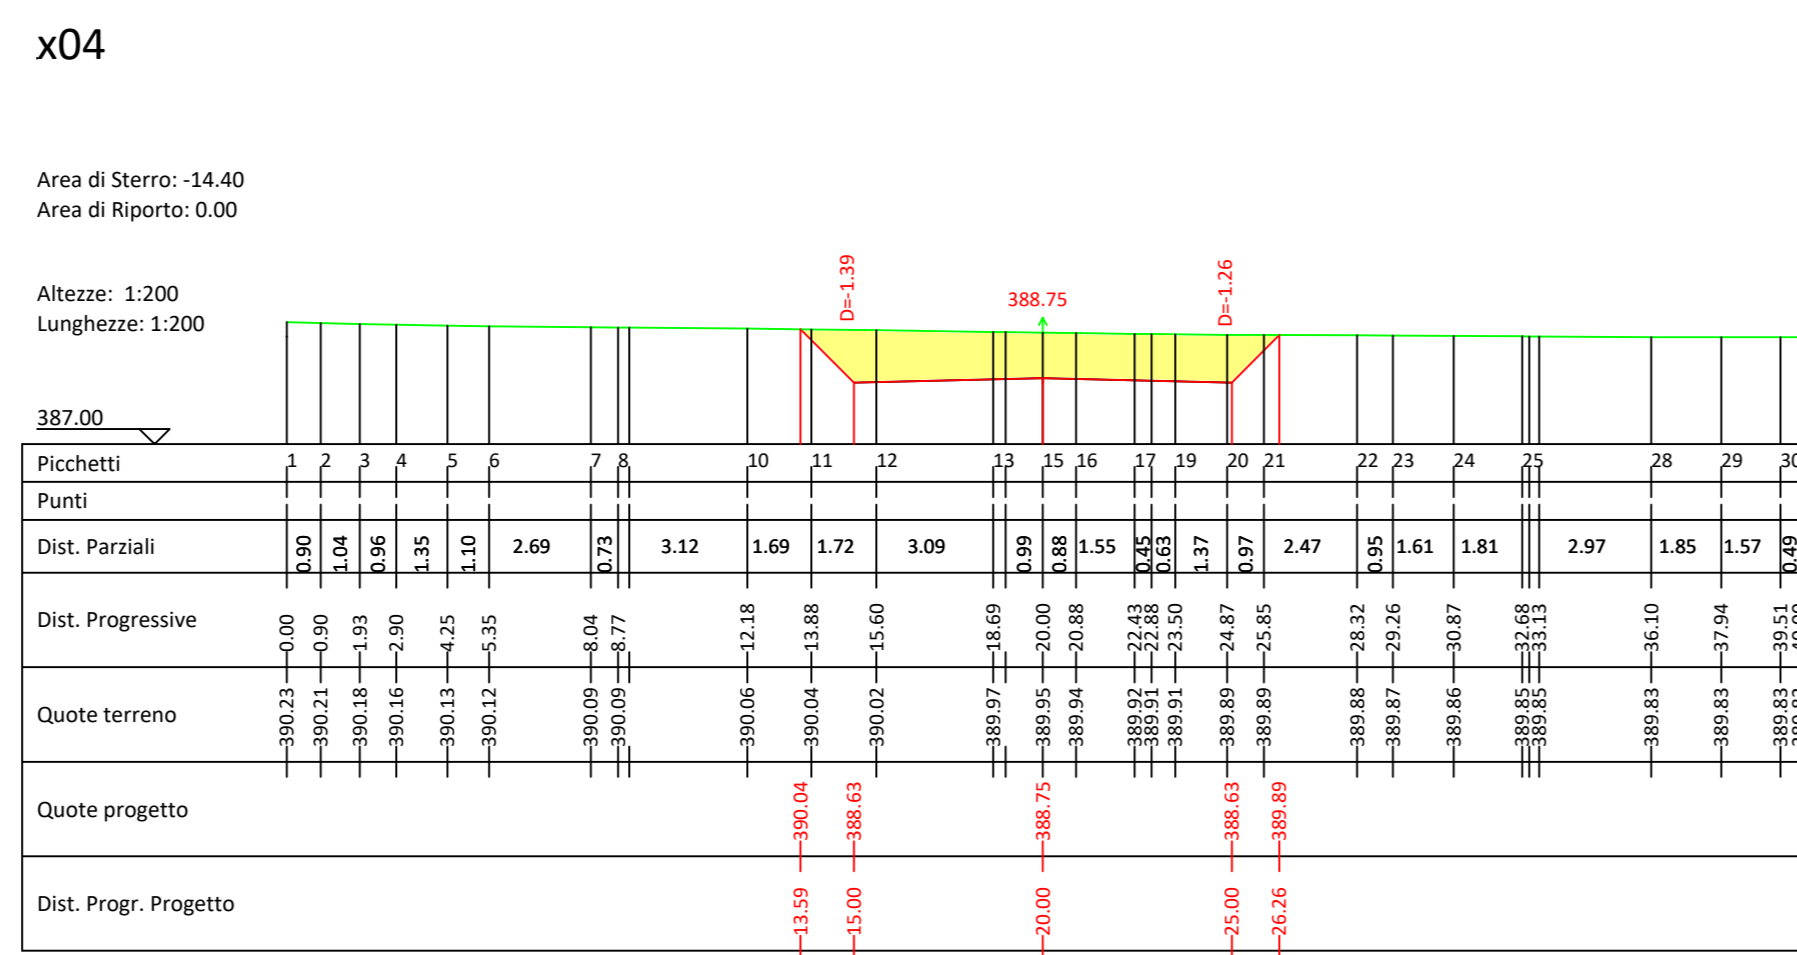 x04
Area di Sterro: -14.40
Area di Riporto: 0.00
Altezze: 1:200
Lunghezze: 1:200
D=-1.39
388.75
D=-1.26
387.00
Picchetti 1 2 3 4 5 6 7 8 10 11 12 13 15 16 17 19 20 21 22 23 24 25 28 29 30
Punti
Dist. Parziali 0.90 1.04 0.96 1.35 1.10 2.69 0.73 3.12 1.69 1.72 3.09 0.99 0.88 1.55 0.45 0.63 1.37 0.97 2.47 0.95 1.61 1.81 2.97 1.85 1.57 0.49
Dist. Progressive 0.00 0.90 1.93 2.90 4.25 5.35 8.04 8.77 12.18 13.88 15.60 18.69 20.00 20.88 22.43 22.88 23.50 24.87 25.85 28.32 29.26 30.87 32.68 33.13 36.10 37.94 39.51
Quote terreno 390.23 390.21 390.18 390.16 390.13 390.12 390.09 390.09 390.06 390.04 390.02 389.97 389.95 389.94 389.92 389.91 389.91 389.89 389.89 389.88 389.87 389.86 389.85 389.85 389.83 389.83 389.83
Quote progetto 390.04 388.63 388.75 388.63 389.89
Dist. Progr. Progetto 13.59 15.00 20.00 25.00 26.26